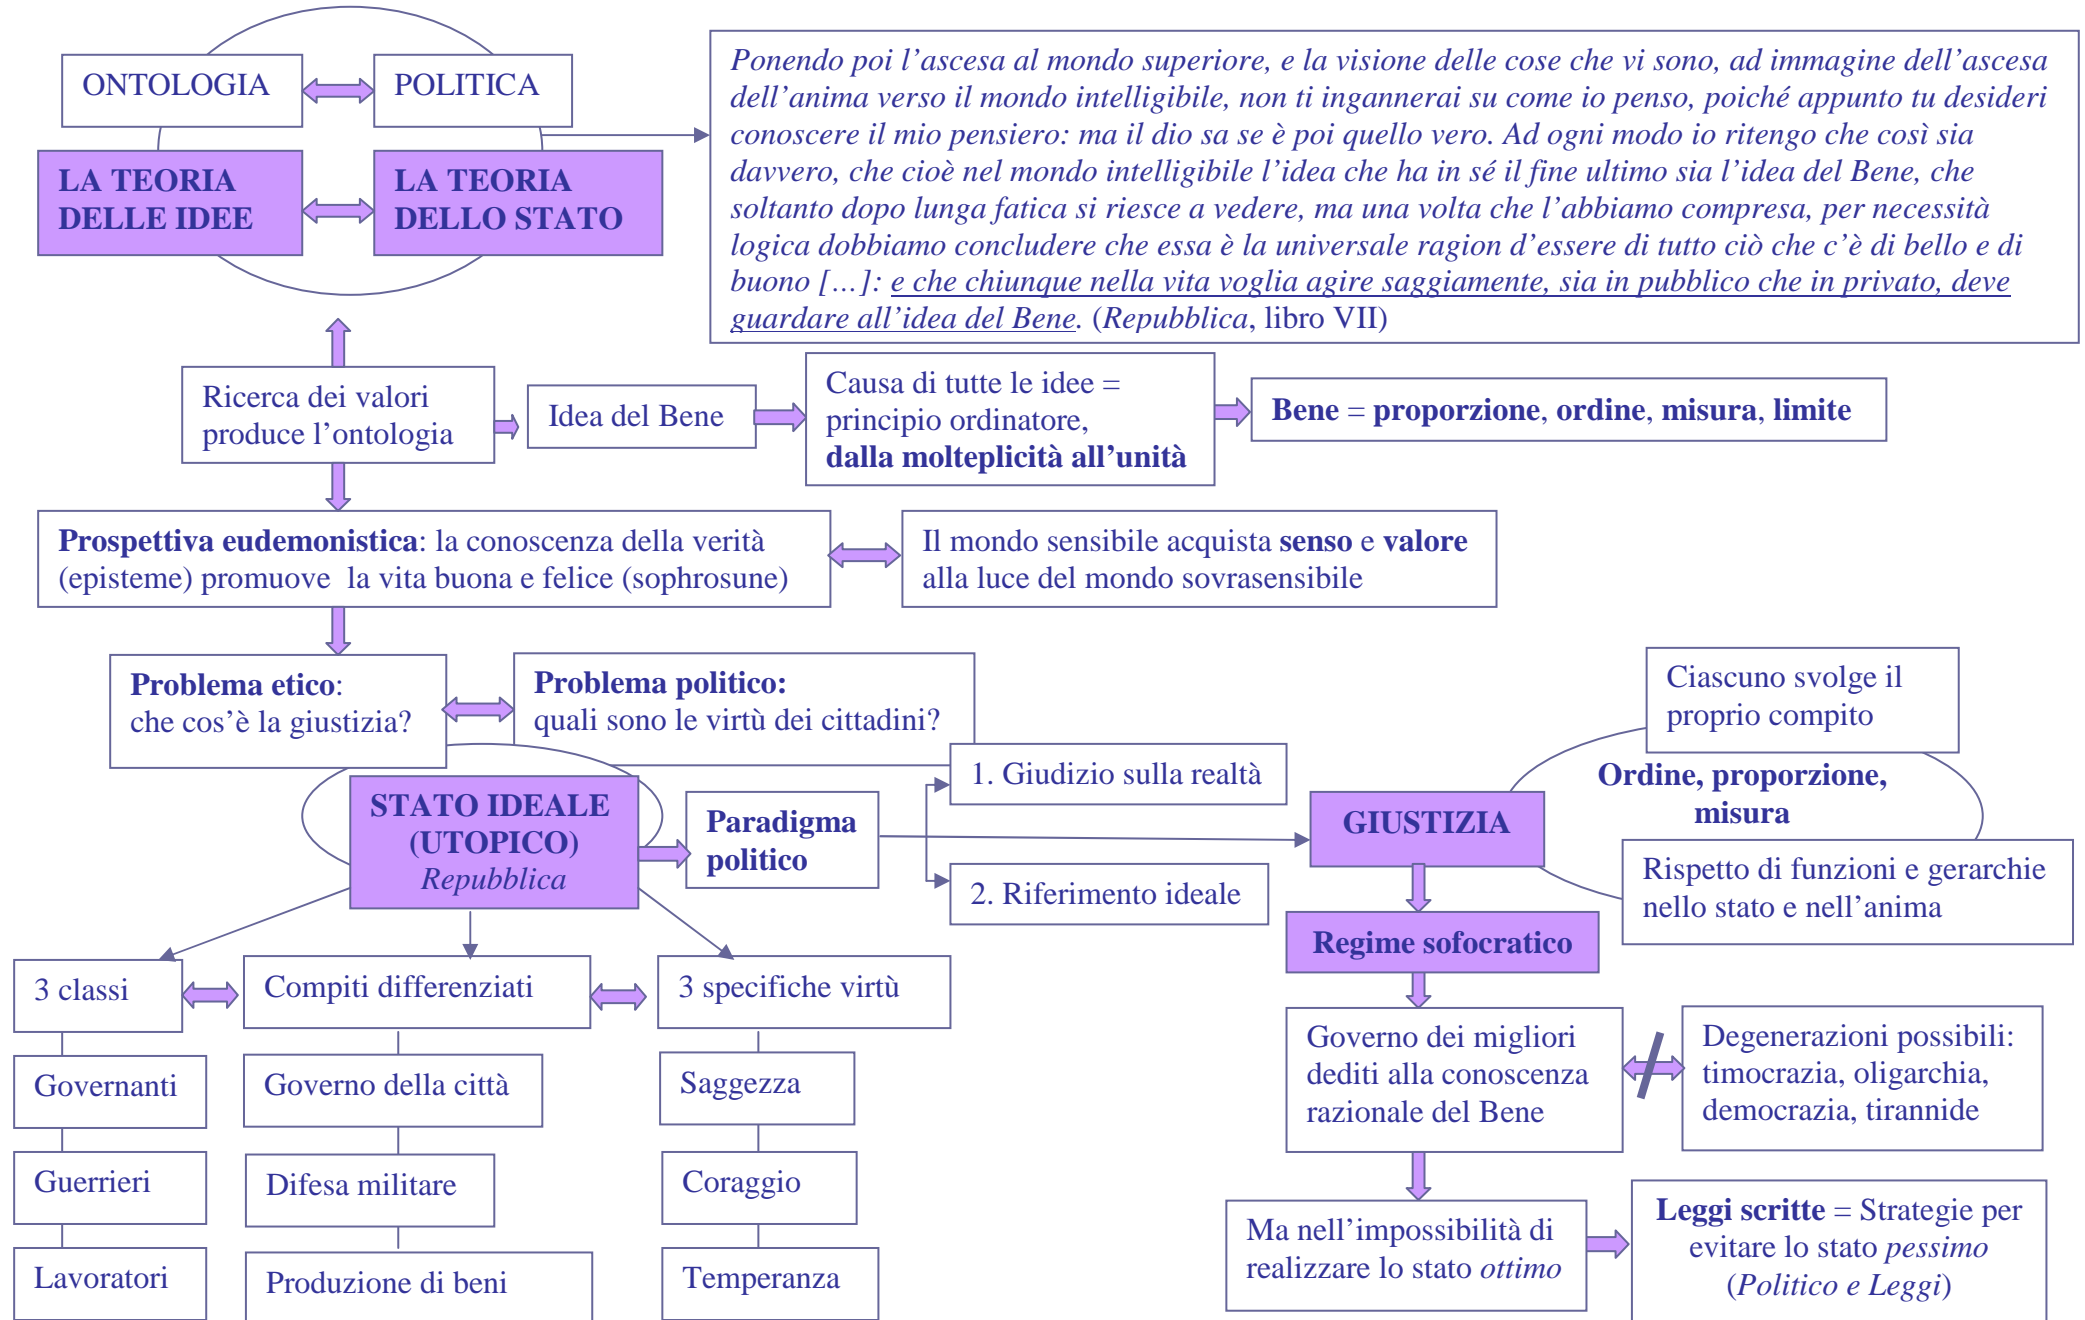 ONTOLOGIA
POLITICA
LA TEORIA
DELLE IDEE
LA TEORIA
DELLO STATO
Ponendo poi l’ascesa al mondo superiore, e la visione delle cose che vi sono, ad immagine dell’ascesa
dell’anima verso il mondo intelligibile, non ti ingannerai su come io penso, poiché appunto tu desideri
conoscere il mio pensiero: ma il dio sa se è poi quello vero. Ad ogni modo io ritengo che così sia
davvero, che cioè nel mondo intelligibile l’idea che ha in sé il fine ultimo sia l’idea del Bene, che
soltanto dopo lunga fatica si riesce a vedere, ma una volta che l’abbiamo compresa, per necessità
logica dobbiamo concludere che essa è la universale ragion d’essere di tutto ciò che c’è di bello e di
buono […]: e che chiunque nella vita voglia agire saggiamente, sia in pubblico che in privato, deve
guardare all’idea del Bene. (Repubblica, libro VII)
Ricerca dei valori
produce l’ontologia
Idea del Bene
Causa di tutte le idee =
principio ordinatore,
dalla molteplicità all’unità
Bene = proporzione, ordine, misura, limite
Prospettiva eudemonistica: la conoscenza della verità
(episteme) promuove  la vita buona e felice (sophrosune)
Il mondo sensibile acquista senso e valore
alla luce del mondo sovrasensibile
Problema etico:
che cos’è la giustizia?
Problema politico:
quali sono le virtù dei cittadini?
STATO IDEALE
(UTOPICO)
Repubblica
Paradigma
politico
1. Giudizio sulla realtà
2. Riferimento ideale
GIUSTIZIA
Ciascuno svolge il
proprio compito
Ordine, proporzione,
misura
Rispetto di funzioni e gerarchie
nello stato e nell’anima
Regime sofocratico
3 classi
Compiti differenziati
3 specifiche virtù
Governanti
Governo della città
Saggezza
Guerrieri
Difesa militare
Coraggio
Lavoratori
Produzione di beni
Temperanza
Governo dei migliori
dediti alla conoscenza
razionale del Bene
Degenerazioni possibili:
timocrazia, oligarchia,
democrazia, tirannide
Ma nell’impossibilità di
realizzare lo stato ottimo
Leggi scritte = Strategie per
evitare lo stato pessimo
(Politico e Leggi)